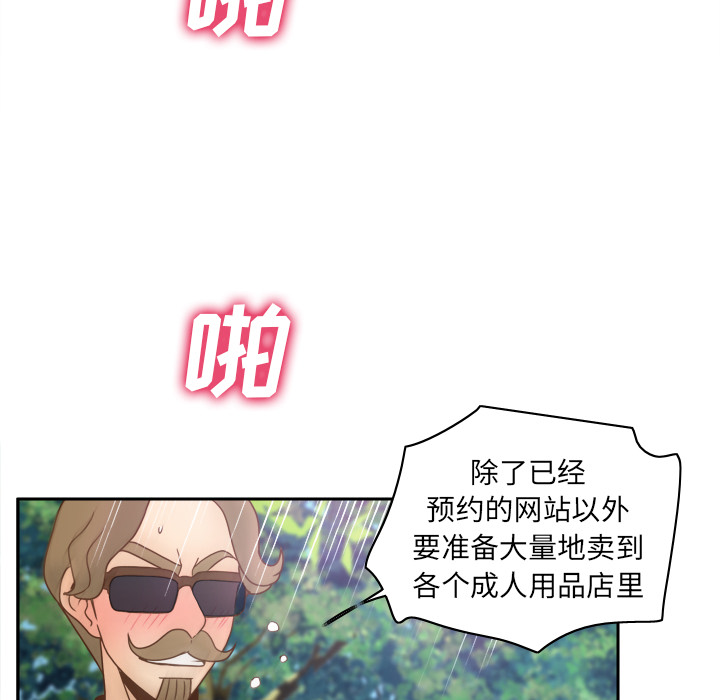 啪
啪
除了已经
预约的网站以外
要准备大量地卖到
各个成人用品店里